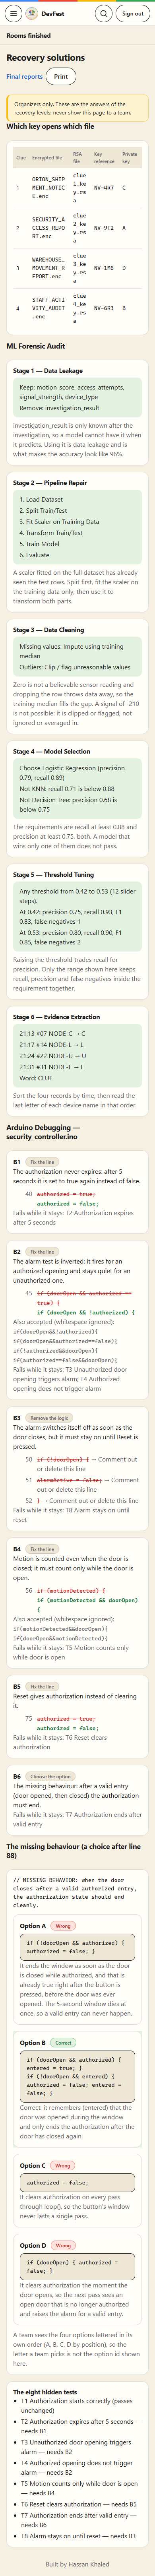 DevFest
Sign out
Rooms finished
Recovery solutions
Final reports
Print
Organizers only. These are the answers of the
recovery weeks: never show this page to a team.
Which key opens which file
Clue
Encrypted file
RSA file
Key reference
Private key
1
ORION_SHIP
MENT_NOTIC
E.enc
clue
1_ke
y.rs
a
NV-4K7
C
2
SECURITY_A
CCESS_REPO
RT.enc
clue
2_ke
y.rs
a
NV-9T2
A
3
WAREHOUSE_
MOVEMENT_R
EPORT.enc
clue
3_ke
y.rs
a
NV-1M8
D
4
STAFF_ACTI
VITY_AUDIT
.enc
clue
4_ke
y.rs
a
NV-6R3
B
ML Forensic Audit
Stage 1 — Data Leakage
Keep: motion_score, access_attempts,
signal_strength, device_type
Remove: investigation_result
investigation_result is only known after the
investigation, so a model cannot have it when
it predicts. Using it is data leakage and is
what makes the accuracy look like 96%.
Stage 2 — Pipeline Repair
1. Load Dataset
2. Split Train/Test
3. Fit Scaler on Training Data
4. Transform Train/Test
5. Train Model
6. Evaluate
A scaler fitted on the full dataset has already
seen the test rows. Split first, fit the scaler on
the training data only, then use it to
transform both parts.
Stage 3 — Data Cleaning
Missing values: Impute using training
median
Outliers: Clip / flag unreasonable values
Zero is not a believable sensor reading and
dropping the row throws data away, so the
training median fills the gap. A signal of -210
is not possible: it is clipped or flagged, not
ignored or averaged in.
Stage 4 — Model Selection
Choose Logistic Regression (precision
0.79, recall 0.89)
Not KNN: recall 0.71 is below 0.88
Not Decision Tree: precision 0.68 is
below 0.75
The requirements are recall at least 0.88 and
precision at least 0.75, both. A model that
wins only one of them does not pass.
Stage 5 — Threshold Tuning
Any threshold from 0.42 to 0.53 (12 slider
steps).
At 0.42: precision 0.75, recall 0.93, F1
0.83, false negatives 1
At 0.53: precision 0.80, recall 0.90, F1
0.85, false negatives 2
Raising the threshold trades recall for
precision. Only the range shown here keeps
recall, precision and false negatives inside the
requirement together.
Stage 6 — Evidence Extraction
21:13 #07 NODE-C → C
21:17 #14 NODE-L → L
21:24 #22 NODE-U → U
21:31 #31 NODE-E → E
Word: CLUE
Sort the four records by time, then read the
last letter of each device name in that order.
Arduino Debugging —
security_controller.ino
B1 Fix the line
The authorization never expires: after 5
seconds it is set to true again instead of false.
40 authorized = true;
authorized = false;
Fails while it stays: T2 Authorization expires
after 5 seconds
B2 Fix the line
The alarm test is inverted: it fires for an
authorized opening and stays quiet for an
unauthorized one.
45 if (doorOpen && authorized ==
true) {
if (doorOpen && !authorized) {
Also accepted (whitespace ignored):
if(doorOpen&&!authorized){
if(doorOpen&&authorized==false){
if(!authorized&&doorOpen){
if(authorized==false&&doorOpen){
Fails while it stays: T3 Unauthorized door
opening triggers alarm; T4 Authorized
opening does not trigger alarm
B3 Remove the logic
The alarm switches itself off as soon as the
door closes, but it must stay on until Reset is
pressed.
50 if (!doorOpen) { → Comment out
or delete this line
51 alarmActive = false; → Comment
out or delete this line
52 } → Comment out or delete this line
Fails while it stays: T8 Alarm stays on until
reset
B4 Fix the line
Motion is counted even when the door is
closed; it must count only while the door is
open.
56 if (motionDetected) {
if (motionDetected && doorOpen)
{
Also accepted (whitespace ignored):
if(motionDetected&&doorOpen){
if(doorOpen&&motionDetected){
Fails while it stays: T5 Motion counts only
while door is open
B5 Fix the line
Reset gives authorization instead of clearing
it.
75 authorized = true;
authorized = false;
Fails while it stays: T6 Reset clears
authorization
B6 Choose the option
The missing behaviour: after a valid entry
(door opened, then closed) the authorization
must end.
Fails while it stays: T7 Authorization ends after
valid entry
The missing behaviour (a choice after line
88)
// MISSING BEHAVIOR: when the door
closes after a valid authorized entry,
the authorization state should end
cleanly.
Option A Wrong
if (!doorOpen && authorized) {
authorized = false; }
It ends the window as soon as the door
is closed while authorized, and that is
already true right after the button is
pressed, before the door was ever
opened. The 5-second window dies at
once, so a valid entry can never happen.
Option B Correct
if (doorOpen && authorized) {
entered = true; }
if (!doorOpen && entered) {
authorized = false; entered =
false; }
Correct: it remembers (entered) that the
door was opened during the window
and only ends the authorization after the
door has closed again.
Option C Wrong
authorized = false;
It clears authorization on every pass
through loop(), so the button's window
never lasts a single pass.
Option D Wrong
if (doorOpen) { authorized =
false; }
It clears authorization the moment the
door opens, so the next pass sees an
open door that is no longer authorized
and raises the alarm for a valid entry.
A team sees the four options lettered in its
own order (A, B, C, D by position), so the
letter a team picks is not the option id shown
here.
The eight hidden tests
• T1 Authorization starts correctly (passes
unchanged)
• T2 Authorization expires after 5 seconds —
needs B1
• T3 Unauthorized door opening triggers
alarm — needs B2
• T4 Authorized opening does not trigger
alarm — needs B2
• T5 Motion counts only while door is open
— needs B4
• T6 Reset clears authorization — needs B5
• T7 Authorization ends after valid entry —
needs B6
• T8 Alarm stays on until reset — needs B3
Built by Hassan Khaled